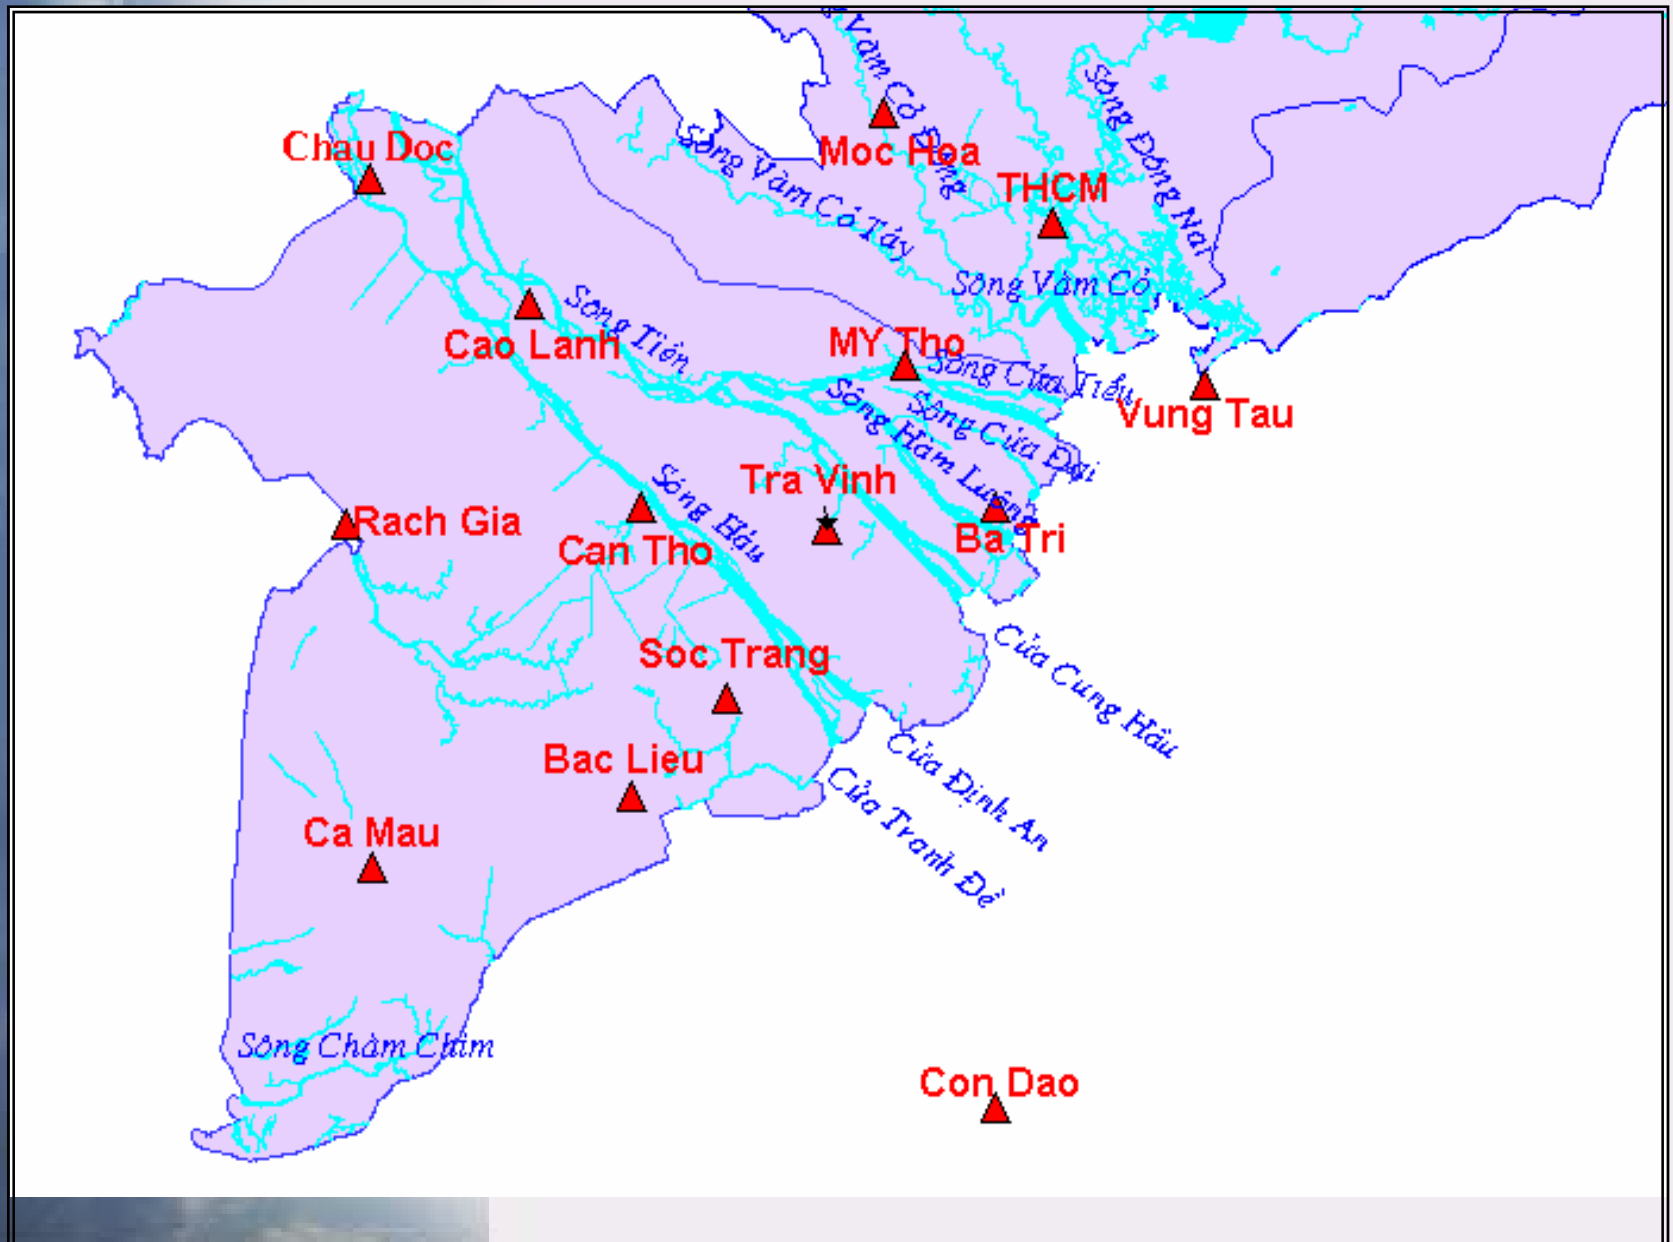 Vàm Cỏ Đông
Sông Đồng Nai
Chau Doc
Moc Hoa
Sông Vàm Cỏ Tây
THCM
Sông Vàm Cỏ
Sông Tiền
Cao Lanh
MY Tho
Sông Cửa Tiểu
Vung Tau
Sông Cửa Đại
Sông Hàm Luông
Tra Vinh
Sông Hậu
Rach Gia
Can Tho
Ba Tri
Cửa Cung Hầu
Soc Trang
Bac Lieu
Cửa Định An
Cửa Tranh Đề
Ca Mau
Sông Chàm Chim
Con Dao